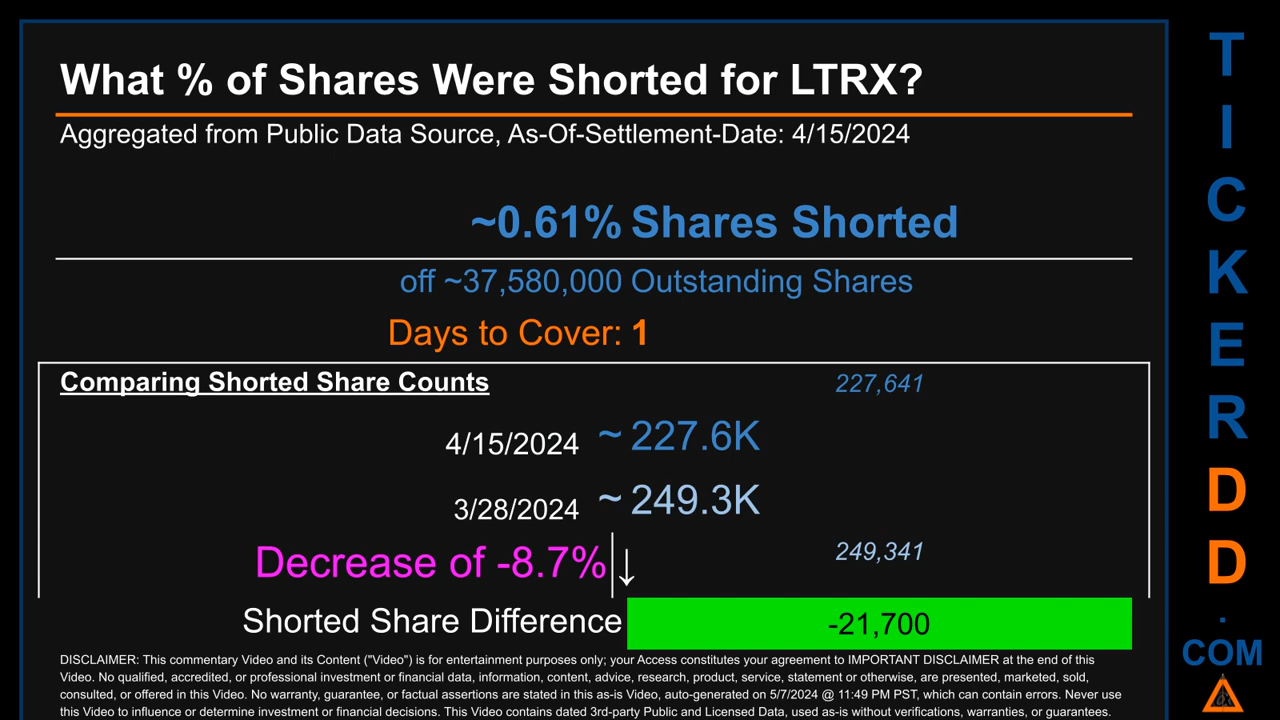 What % of Shares Were Shorted for LTRX?
Aggregated from Public Data Source, As-Of-Settlement-Date: 4/15/2024
~0.61% Shares Shorted
off ~37,580,000 Outstanding Shares
Days to Cover: 1
Comparing Shorted Share Counts
227,641
4/15/2024 ~ 227.6K
3/28/2024 ~ 249.3K
Decrease of -8.7% ↓
249,341
Shorted Share Difference -21,700
DISCLAIMER: This commentary Video and its Content ("Video") is for entertainment purposes only; your Access constitutes your agreement to IMPORTANT DISCLAIMER at the end of this
Video. No qualified, accredited, or professional investment or financial data, information, content, advice, research, product, service, statement or otherwise, are presented, marketed, sold,
consulted, or offered in this Video. No warranty, guarantee, or factual assertions are stated in this as-is Video, auto-generated on 5/7/2024 @ 11:49 PM PST, which can contain errors. Never use
this Video to influence or determine investment or financial decisions. This Video contains dated 3rd-party Public and Licensed Data, used as-is without verifications, warranties, or guarantees.
T
I
C
K
E
R
D
D
.
COM